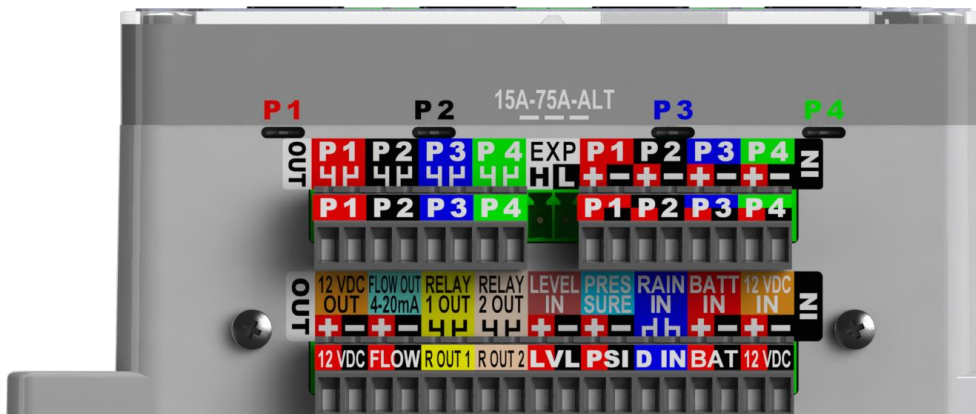 15A-75A-ALT
P1 P2 P3 P4
OUT P1 P2 P3 P4 EXP P1 P2 P3 P4 IN
H L + - + - + - + -
P1 P2 P3 P4 P1 P2 P3 P4
OUT 12 VDC OUT FLOW OUT 4-20mA RELAY 1 OUT RELAY 2 OUT LEVEL IN PRESSURE RAIN IN BATT IN 12 VDC IN IN
+ - + - + - + - + - + -
12 VDC FLOW R OUT 1 R OUT 2 LVL PSI D IN BAT 12 VDC